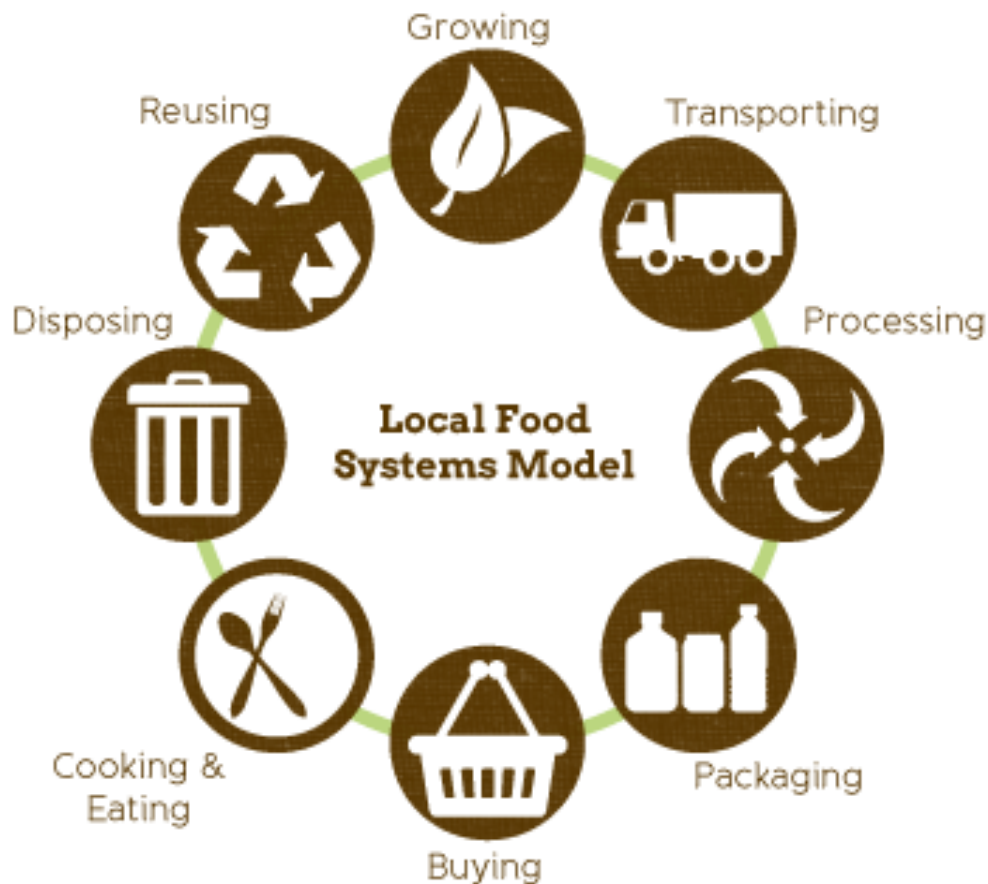 Growing
Transporting
Processing
Packaging
Buying
Cooking &
Eating
Disposing
Reusing
Local Food
Systems Model